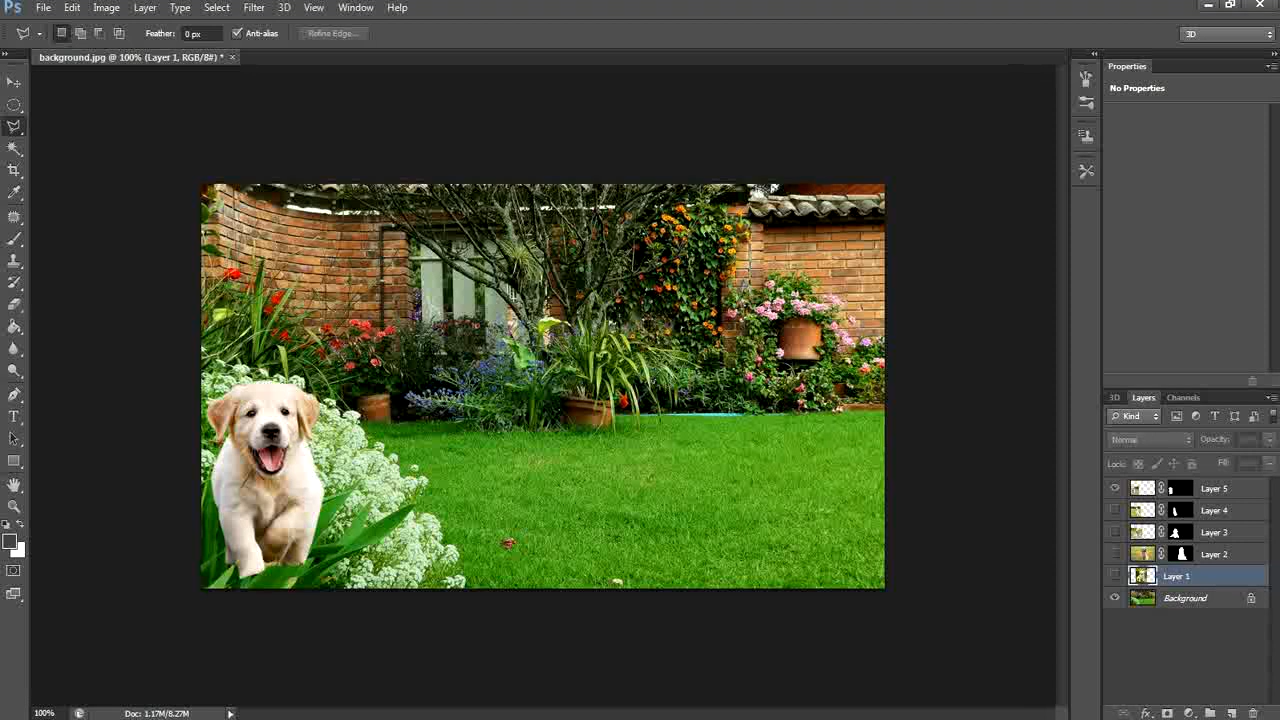 Ps File Edit Image Layer Type Select Filter 3D View Window Help
Feather: 0 px Anti-alias Refine Edge... 3D
background.jpg @ 100% (Layer 1, RGB/8#) * ×
Properties
No Properties
3D Layers Channels
Kind
Normal Opacity:
Lock: Fill:
Layer 5
Layer 4
Layer 3
Layer 2
Layer 1
Background
100% Doc: 1.17M/8.27M